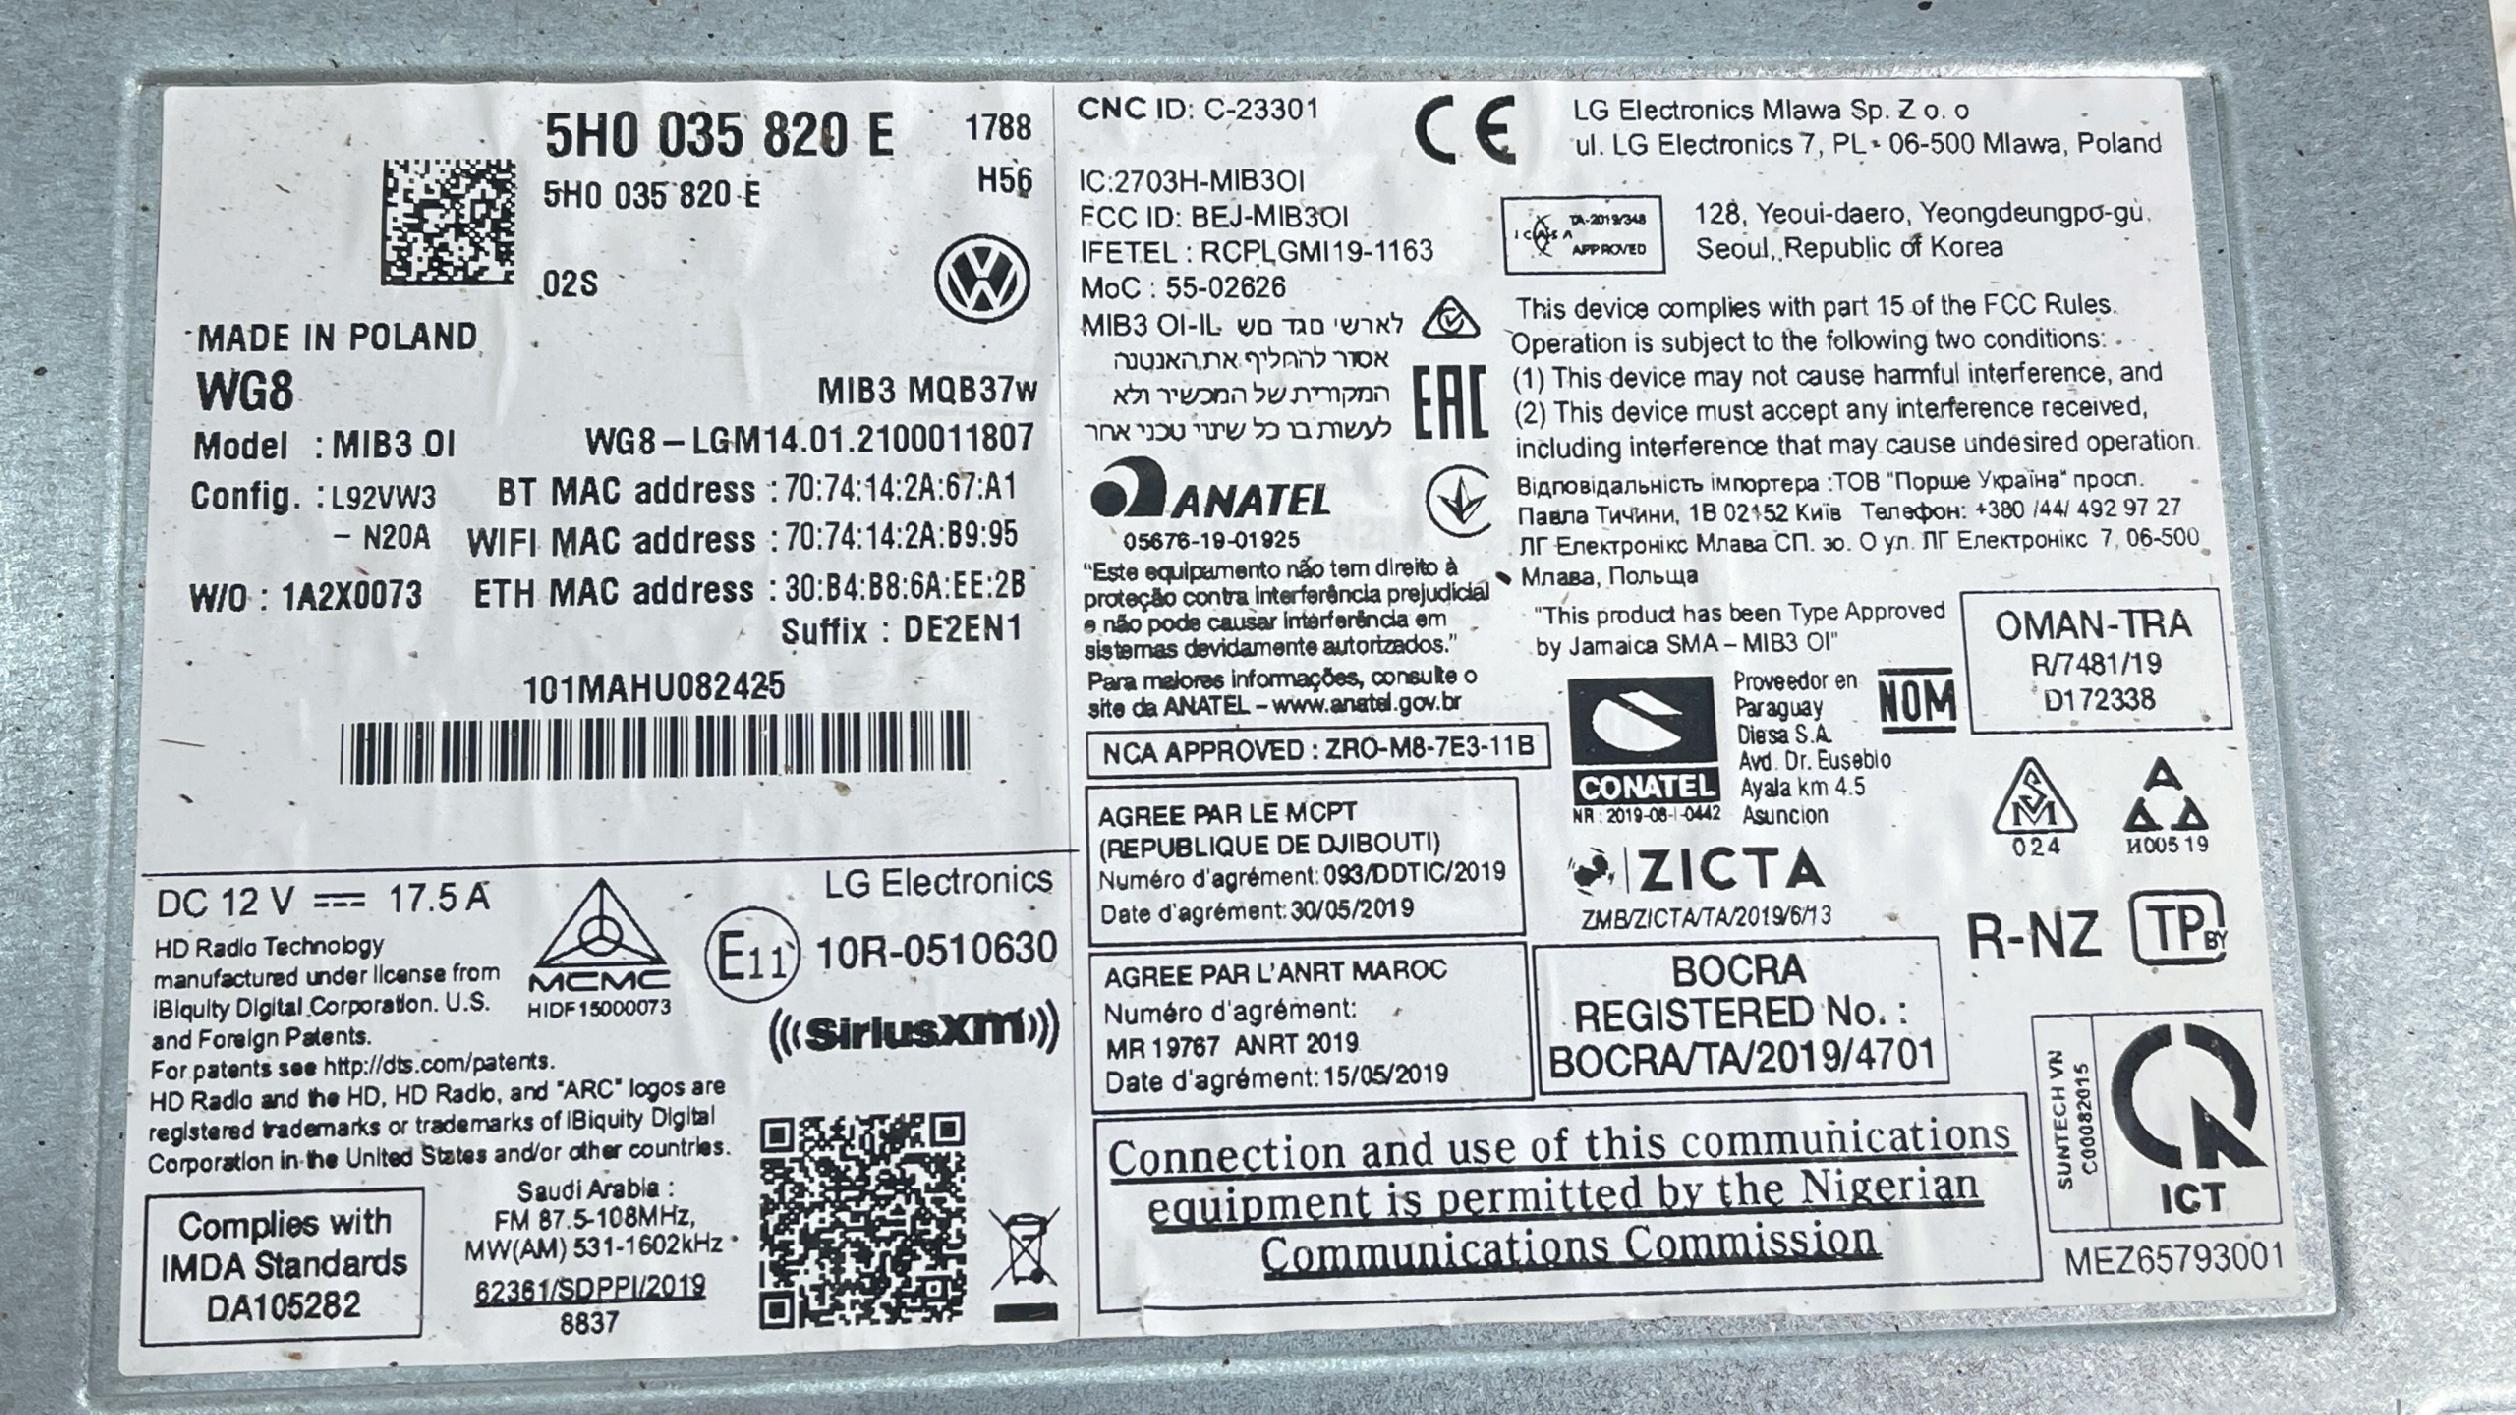 5H0 035 820 E 1788
5H0 035 820 E H56
02S
MADE IN POLAND
WG8 MIB3 MQB37w
Model : MIB3 OI WG8-LGM14.01.2100011807
Config. : L92VW3 BT MAC address : 70:74:14:2A:67:A1
- N20A WIFI MAC address : 70:74:14:2A:B9:95
W/O : 1A2X0073 ETH MAC address : 30:B4:B8:6A:EE:2B
Suffix : DE2EN1
101MAHU082425
DC 12 V 17.5 A
LG Electronics
HD Radio Technology
manufactured under license from
iBiquity Digital Corporation. U.S.
and Foreign Patents.
For patents see http://dts.com/patents.
HD Radio and the HD, HD Radio, and "ARC" logos are
registered trademarks or trademarks of iBiquity Digital
Corporation in the United States and/or other countries.
MCMC
HIDF15000073
E11 10R-0510630
SiriusXM
Complies with
IMDA Standards
DA105282
Saudi Arabia :
FM 87.5-108MHz,
MW(AM) 531-1602kHz
62361/SDPPI/2019
8837
CNC ID: C-23301
IC:2703H-MIB3OI
FCC ID: BEJ-MIB3OI
IFETEL : RCPLGMI19-1163
MoC : 55-02626
MIB3 OI-IL
אסור להחליף את האנטנה
המקורית של המכשיר ולא
לעשות בו כל שינוי טכני אחר
CE
LG Electronics Mlawa Sp. Z o. o
ul. LG Electronics 7, PL - 06-500 Mlawa, Poland
ICASA TA-2019/348
APPROVED
128, Yeoui-daero, Yeongdeungpo-gu,
Seoul, Republic of Korea
This device complies with part 15 of the FCC Rules.
Operation is subject to the following two conditions:
(1) This device may not cause harmful interference, and
(2) This device must accept any interference received,
including interference that may cause undesired operation.
EAC
ANATEL
05676-19-01925
"Este equipamento não tem direito à
proteção contra interferência prejudicial
e não pode causar interferência em
sistemas devidamente autorizados."
Para maiores informações, consulte o
site da ANATEL – www.anatel.gov.br
Відповідальність імпортера :ТОВ "Порше Україна" просп.
Павла Тичини, 1В 02152 Київ Телефон: +380 /44/ 492 97 27
ЛГ Електронікс Млава СП. зо. О ул. ЛГ Електронікс 7, 06-500
Млава, Польща
"This product has been Type Approved
by Jamaica SMA – MIB3 OI"
OMAN-TRA
R/7481/19
D172338
NCA APPROVED : ZRO-M8-7E3-11B
CONATEL
NR : 2019-08-I-0442
Proveedor en
Paraguay
Diesa S.A.
Avd. Dr. Eusebio
Ayala km 4.5
Asuncion
NOM
AGREE PAR LE MCPT
(REPUBLIQUE DE DJIBOUTI)
Numéro d'agrément: 093/DDTIC/2019
Date d'agrément: 30/05/2019
ZICTA
ZMB/ZICTA/TA/2019/6/13
024
H00519
R-NZ
TP BY
AGREE PAR L'ANRT MAROC
Numéro d'agrément:
MR 19767 ANRT 2019
Date d'agrément: 15/05/2019
BOCRA
REGISTERED No. :
BOCRA/TA/2019/4701
Connection and use of this communications
equipment is permitted by the Nigerian
Communications Commission
SUNTECH VN
C00082015
ICT
MEZ65793001